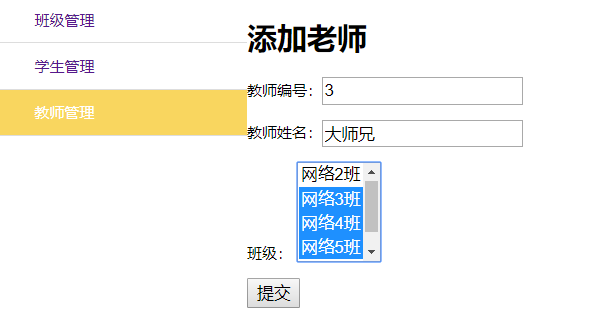 班级管理
学生管理
教师管理
添加老师
教师编号：3
教师姓名：大师兄
网络2班
网络3班
网络4班
网络5班
班级：
提交